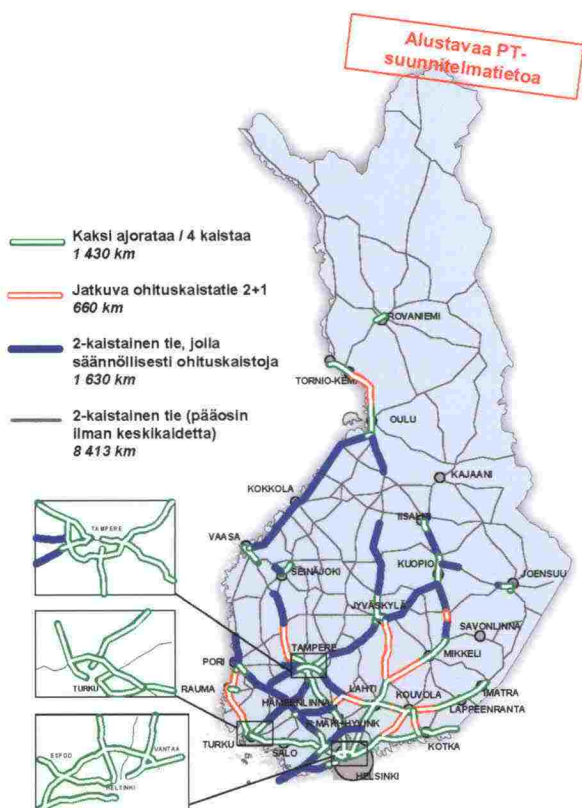 Alustavaa PT-
suunnitelmatietoa
Kaksi ajorataa / 4 kaistaa
1 430 km
Jatkuva ohituskaistatie 2+1
660 km
2-kaistainen tie, jolla
säännöllisesti ohituskaistoja
1 630 km
2-kaistainen tie (pääosin
ilman keskikaidetta)
8 413 km
ROVANIEMI
TORNIO-KEMI
OULU
KAJAANI
KOKKOLA
IISALMI
VAASA
SEINÄJOKI
KUOPIO
JOENSUU
JYVÄSKYLÄ
SAVONLINNA
TAMPERE
MIKKELI
PORI
RAUMA
HÄMEENLINNA
LAHTI
KOUVOLA
IMATRA
LAPPEENRANTA
TURKU
SALO
KOTKA
HELSINKI
TAMPERE
TURKU
ESPOO
VANTAA
HELSINKI